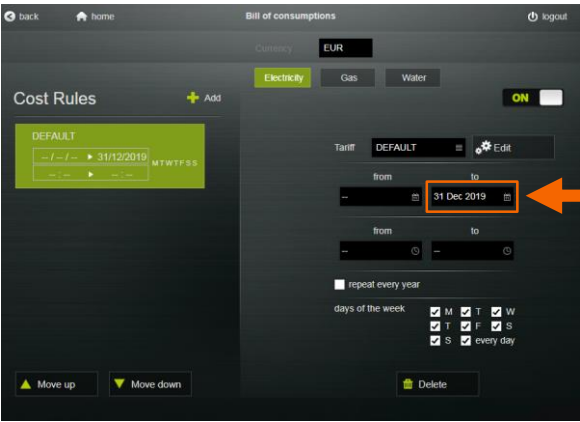 back home Bill of consumptions logout
Currency EUR
Electricity Gas Water
Cost Rules Add
ON
DEFAULT
-- / -- / -- 31/12/2019 MTWTFSS
-- : -- -- : --
Tariff DEFAULT Edit
from to
-- 31 Dec 2019
from to
-- --
repeat every year
days of the week M T W
T F S
S every day
Move up Move down Delete